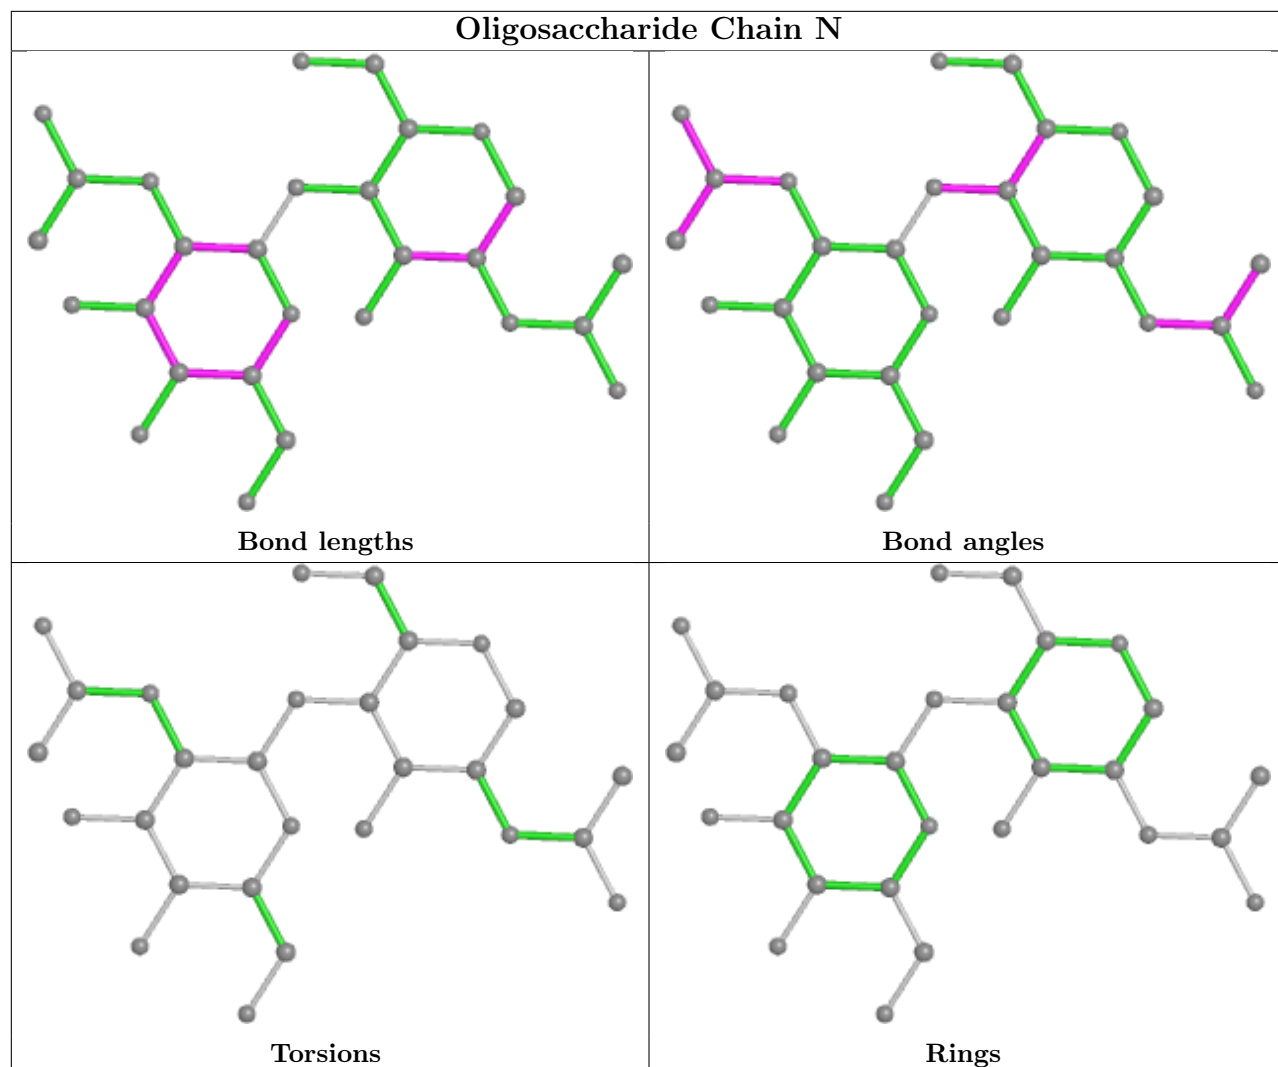 Oligosaccharide Chain N
Bond lengths
Bond angles
Torsions
Rings